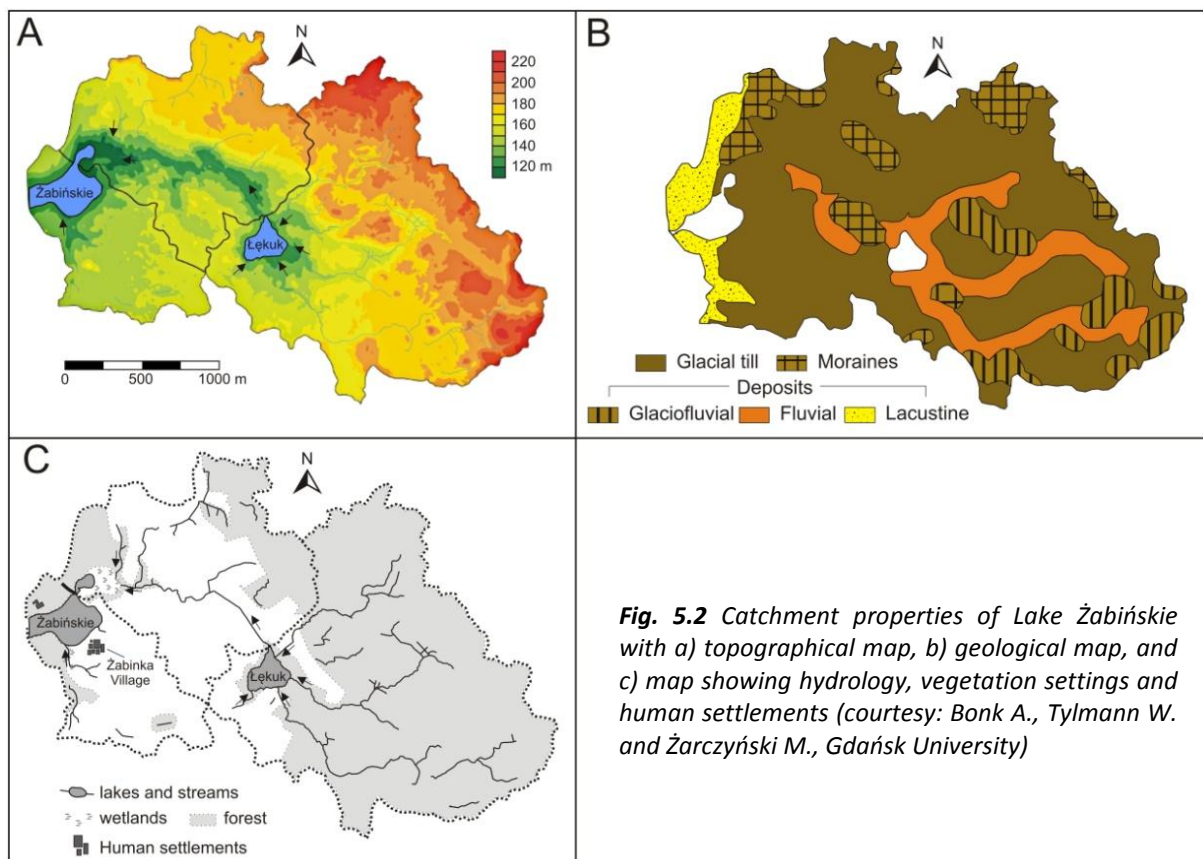 A
N
220
200
180
160
140
120 m
Żabińskie
Łękuk
0 500 1000 m
B
N
Glacial till Moraines
Deposits
Glaciofluvial Fluvial Lacustine
C
N
Żabińskie
Żabinka
Village
Łękuk
lakes and streams
wetlands forest
Human settlements
Fig. 5.2 Catchment properties of Lake Żabińskie
with a) topographical map, b) geological map, and
c) map showing hydrology, vegetation settings and
human settlements (courtesy: Bonk A., Tylmann W.
and Żarczyński M., Gdańsk University)